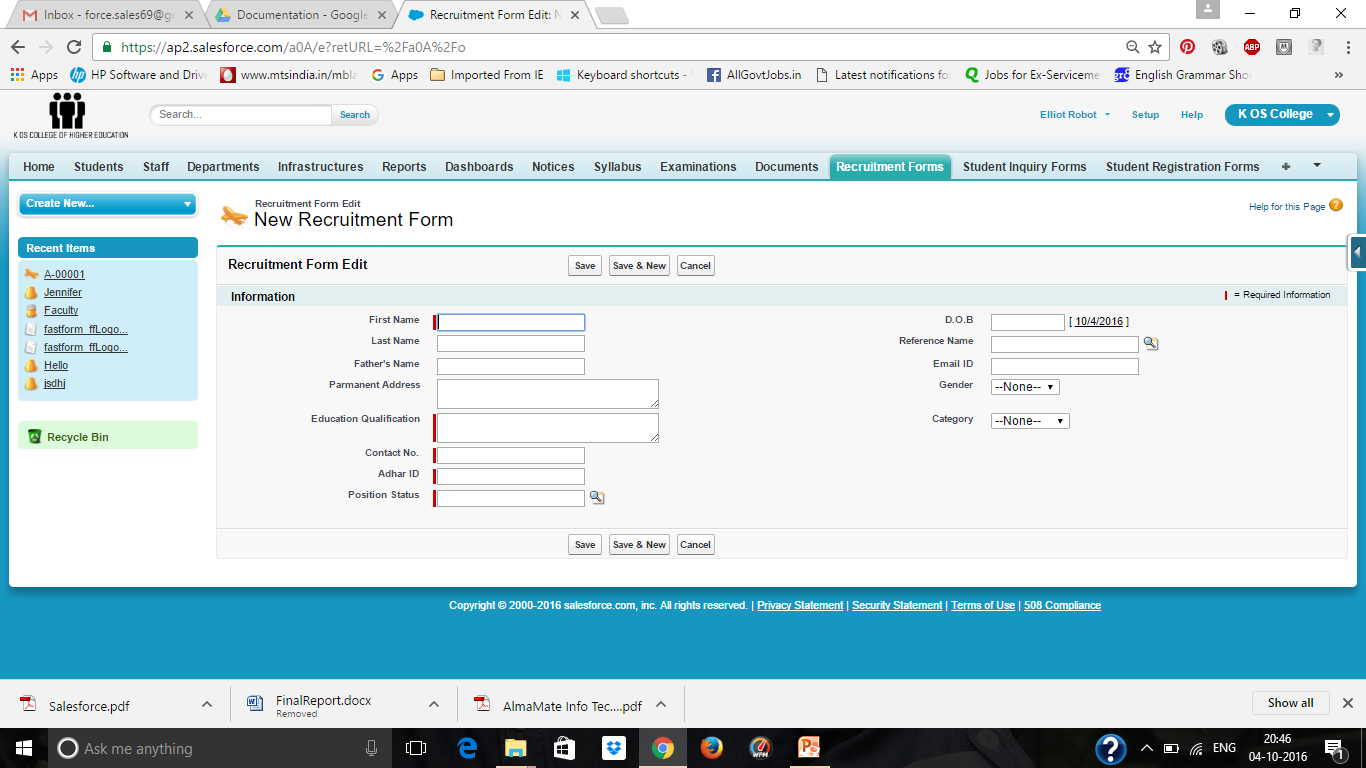 Inbox - force.sales69@g
Documentation - Google
Recruitment Form Edit: N
https://ap2.salesforce.com/a0A/e?retURL=%2Fa0A%2Fo
Apps
HP Software and Driv
www.mtsindia.in/mbla
Apps
Imported From IE
Keyboard shortcuts -
AllGovtJobs.in
Latest notifications fo
Jobs for Ex-Serviceme
English Grammar Sho
»
K OS COLLEGE OF HIGHER EDUCATION
Search...
Search
Elliot Robot
Setup
Help
K OS College
Home Students Staff Departments Infrastructures Reports Dashboards Notices Syllabus Examinations Documents Recruitment Forms Student Inquiry Forms Student Registration Forms +
Create New...
Recent Items
A-00001
Jennifer
Faculty
fastform_ffLogo...
fastform_ffLogo...
Hello
jsdhj
Recycle Bin
Recruitment Form Edit
New Recruitment Form
Help for this Page ?
Recruitment Form Edit
Save
Save & New
Cancel
Information
= Required Information
First Name
D.O.B
[ 10/4/2016 ]
Last Name
Reference Name
Father's Name
Email ID
Parmanent Address
Gender
--None--
Education Qualification
Category
--None--
Contact No.
Adhar ID
Position Status
Save
Save & New
Cancel
Copyright © 2000-2016 salesforce.com, inc. All rights reserved. | Privacy Statement | Security Statement | Terms of Use | 508 Compliance
Salesforce.pdf
FinalReport.docx
Removed
AlmaMate Info Tec....pdf
Show all
Ask me anything
ENG
20:46
04-10-2016
1